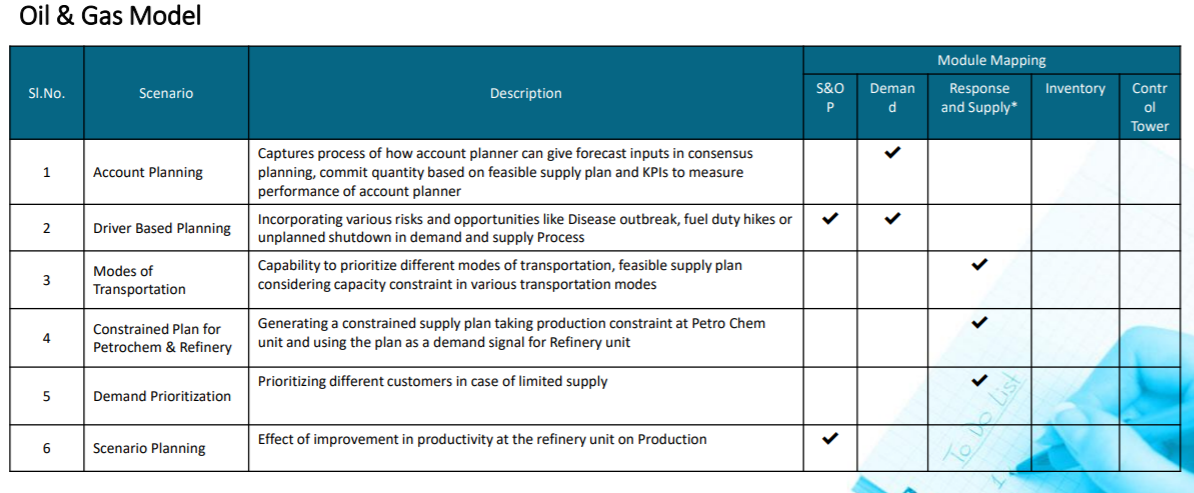 Oil & Gas Model
Module Mapping
Sl.No.
Scenario
Description
S&O
P
Deman
d
Response
and Supply*
Inventory
Contr
ol
Tower
1
Account Planning
Captures process of how account planner can give forecast inputs in consensus
planning, commit quantity based on feasible supply plan and KPIs to measure
performance of account planner
✔
2
Driver Based Planning
Incorporating various risks and opportunities like Disease outbreak, fuel duty hikes or
unplanned shutdown in demand and supply Process
✔
✔
3
Modes of
Transportation
Capability to prioritize different modes of transportation, feasible supply plan
considering capacity constraint in various transportation modes
✔
4
Constrained Plan for
Petrochem & Refinery
Generating a constrained supply plan taking production constraint at Petro Chem
unit and using the plan as a demand signal for Refinery unit
✔
5
Demand Prioritization
Prioritizing different customers in case of limited supply
✔
6
Scenario Planning
Effect of improvement in productivity at the refinery unit on Production
✔
To Do List
1